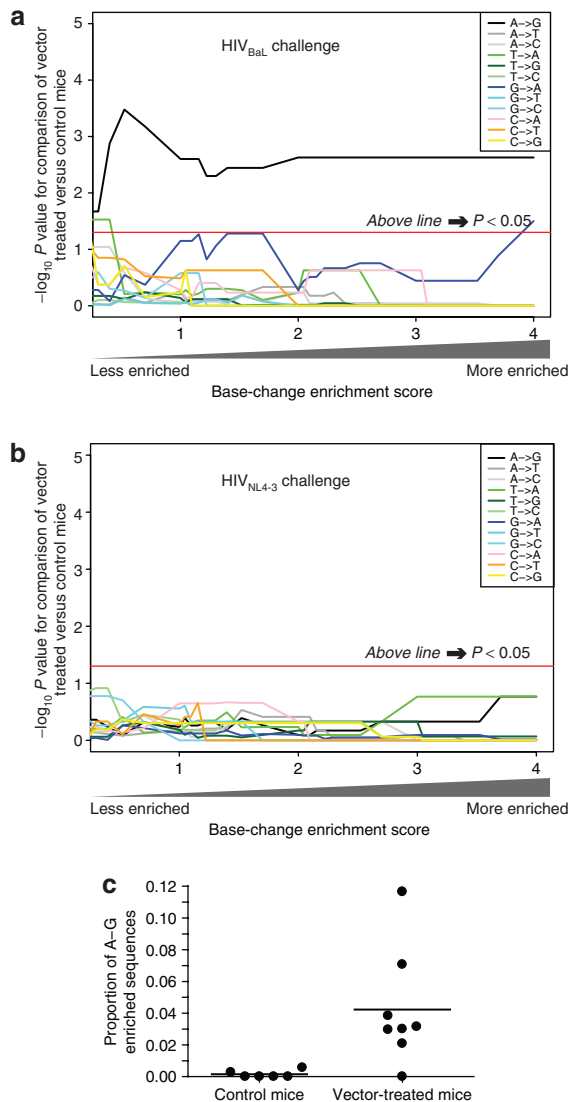 a
HIV BaL challenge
A–>G
A–>T
A–>C
T–>A
T–>G
T–>C
G–>A
G–>T
G–>C
C–>A
C–>T
C–>G
−log10 P value for comparison of vector
treated versus control mice
5
4
3
2
1
0
Above line ➡ P < 0.05
1
2
3
4
Less enriched
More enriched
Base-change enrichment score
b
HIV NL4-3 challenge
A–>G
A–>T
A–>C
T–>A
T–>G
T–>C
G–>A
G–>T
G–>C
C–>A
C–>T
C–>G
−log10 P value for comparison of vector
treated versus control mice
5
4
3
2
1
0
Above line ➡ P < 0.05
1
2
3
4
Less enriched
More enriched
Base-change enrichment score
c
Proportion of A–G
enriched sequences
0.12
0.10
0.08
0.06
0.04
0.02
0.00
Control mice
Vector-treated mice